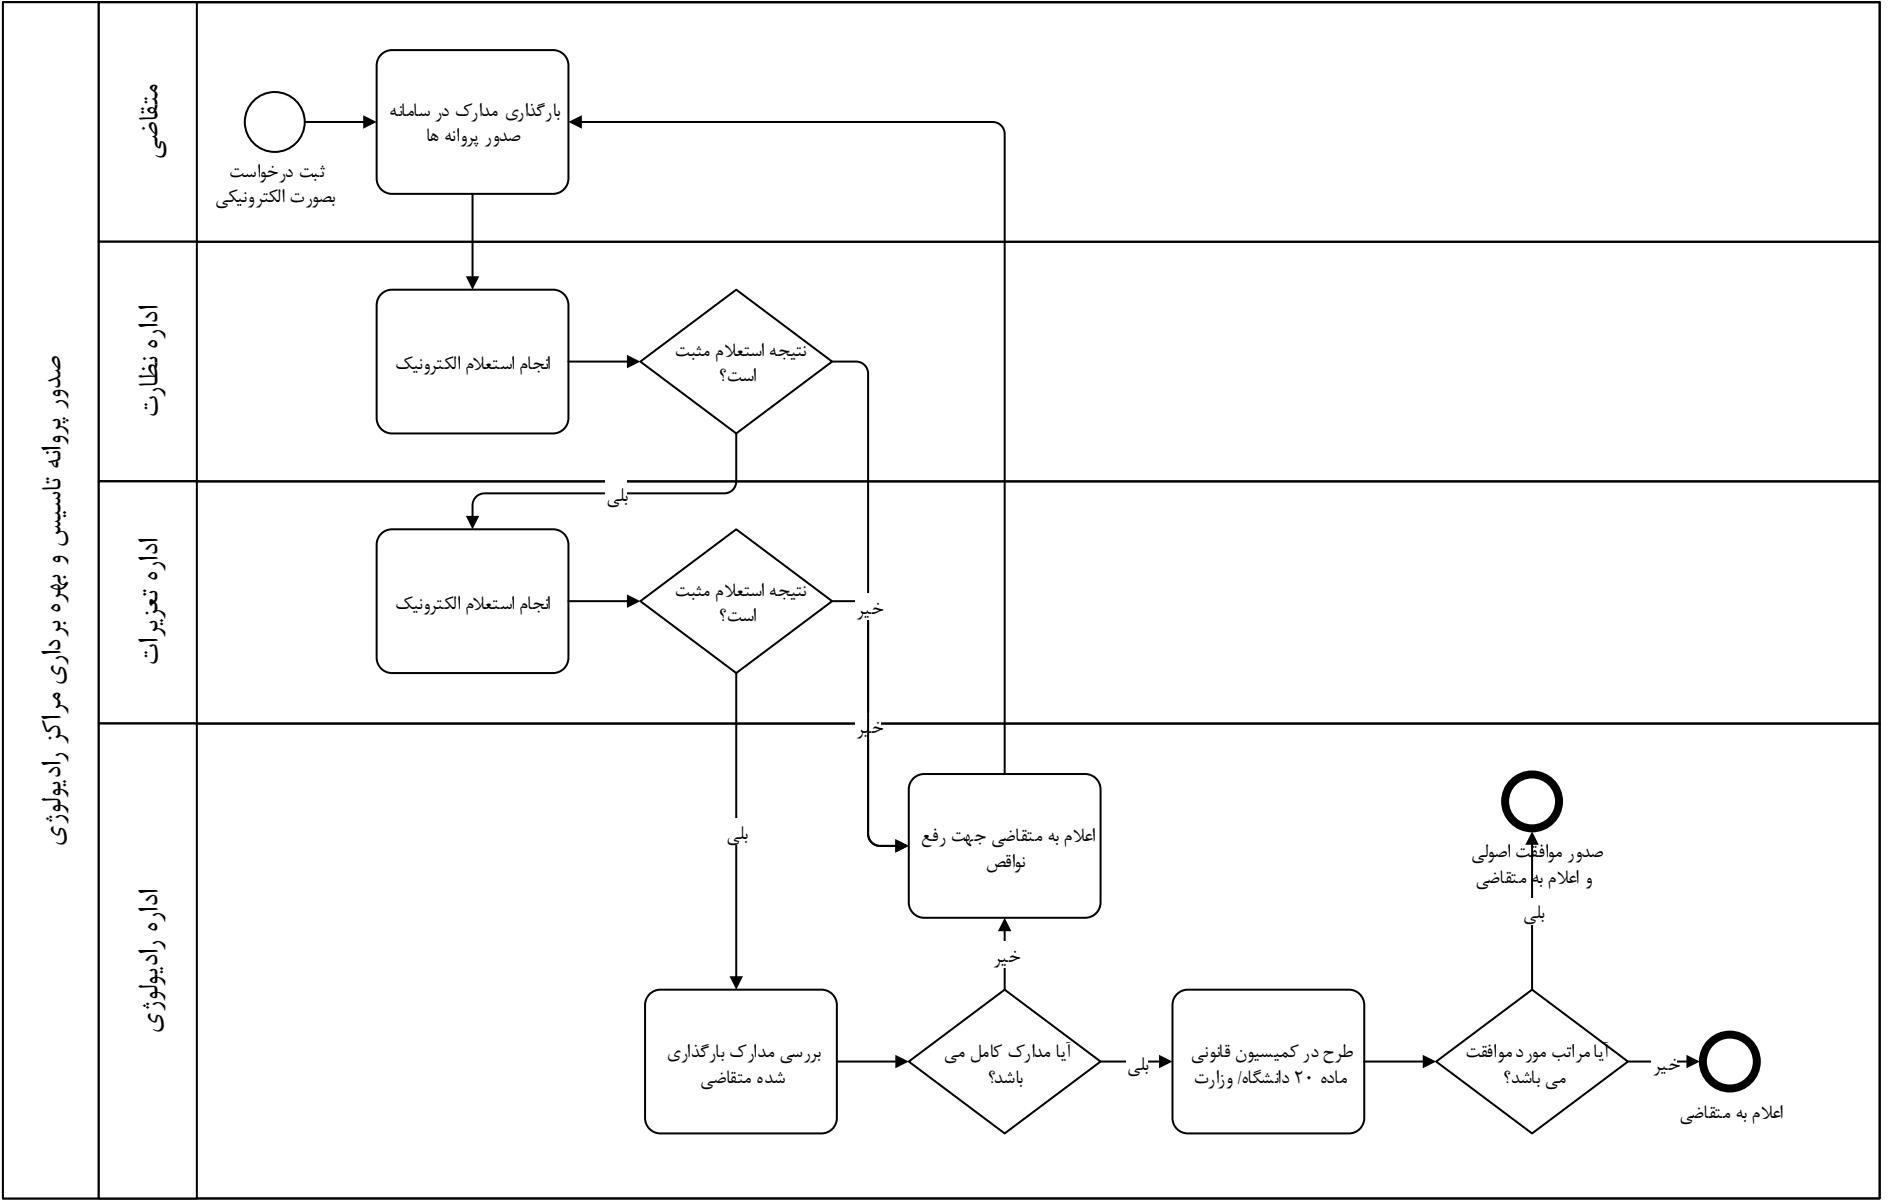 صدور پروانه تاسیس و بهره برداری مراکز رادیولوژی
متقاضی
ثبت درخواست
بصورت الکترونیکی
بارگذاری مدارک در سامانه
صدور پروانه ها
اداره نظارت
انجام استعلام الکترونیک
نتیجه استعلام مثبت
است؟
بلی
اداره تعزیرات
انجام استعلام الکترونیک
نتیجه استعلام مثبت
است؟
خیر
خیر
اداره رادیولوژی
بلی
اعلام به متقاضی جهت رفع
نواقص
خیر
بررسی مدارک بارگذاری
شده متقاضی
آیا مدارک کامل می
باشد؟
بلی
طرح در کمیسیون قانونی
ماده ۲۰ دانشگاه/ وزارت
آیا مراتب مورد موافقت
می باشد؟
بلی
صدور موافقت اصولی
و اعلام به متقاضی
خیر
اعلام به متقاضی